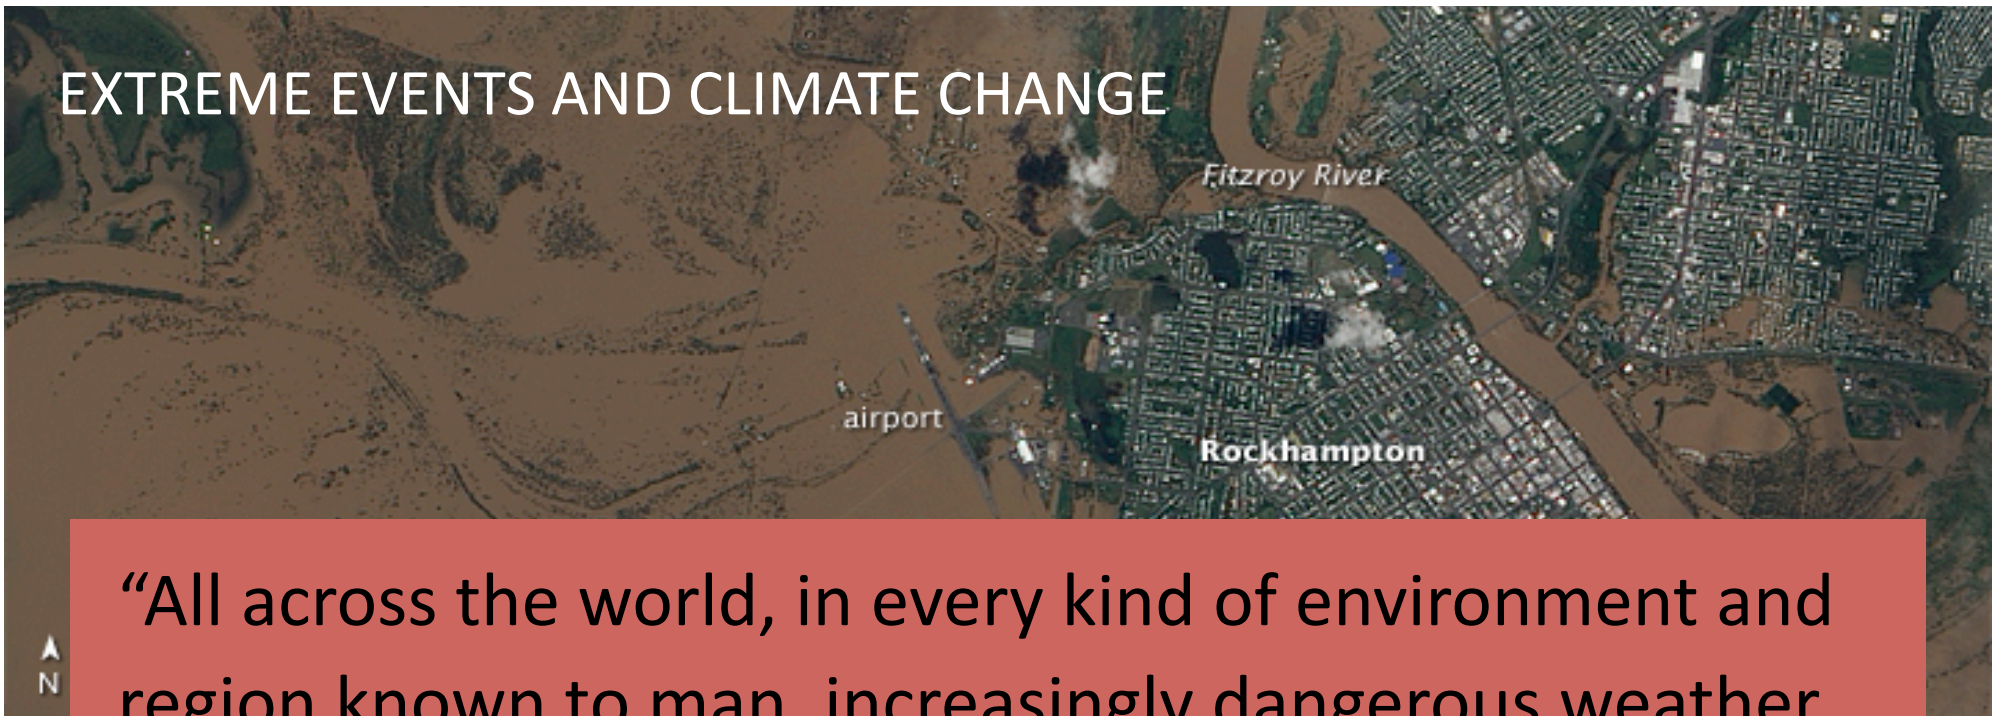 EXTREME EVENTS AND CLIMATE CHANGE
Fitzroy River
airport
Rockhampton
“All across the world, in every kind of environment and
N
region known to man, increasingly dangerous weather